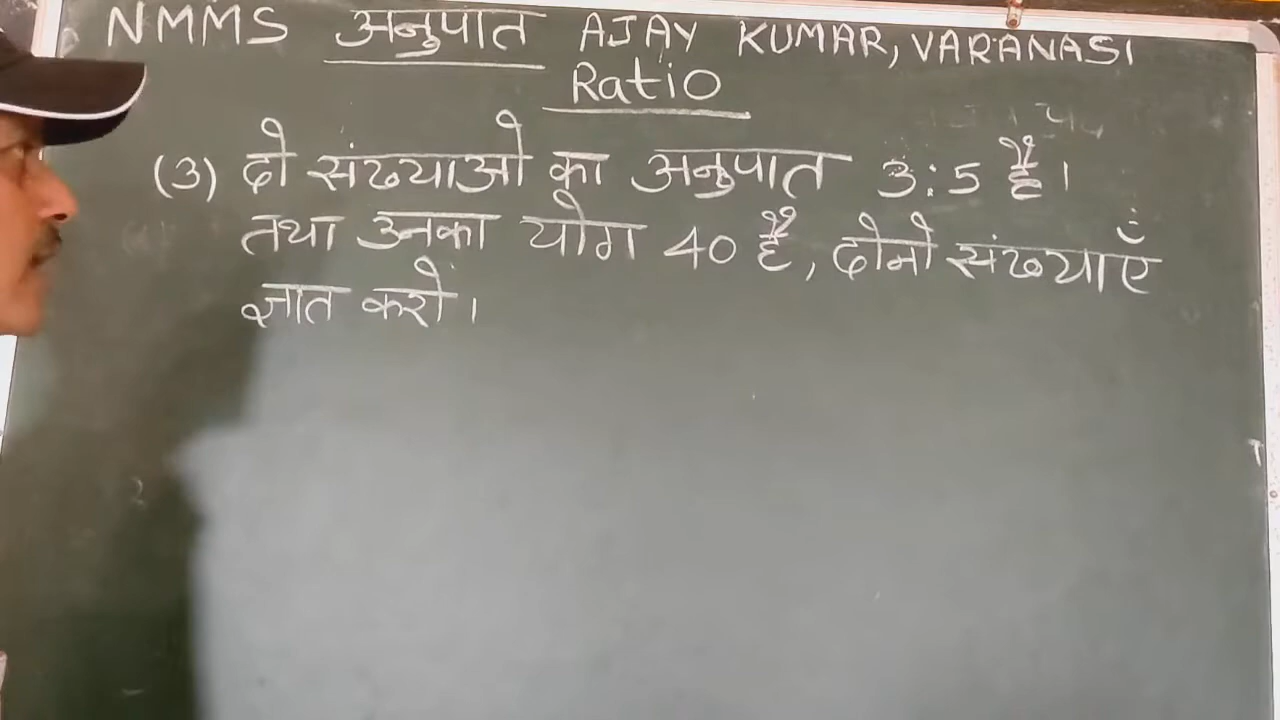 NMMS अनुपात AJAY KUMAR, VARANASI
Ratio
(3) दो संख्याओ का अनुपात 3:5 है।
तथा उनका योग 40 है, दोनो संख्याएँ
ज्ञात करो।